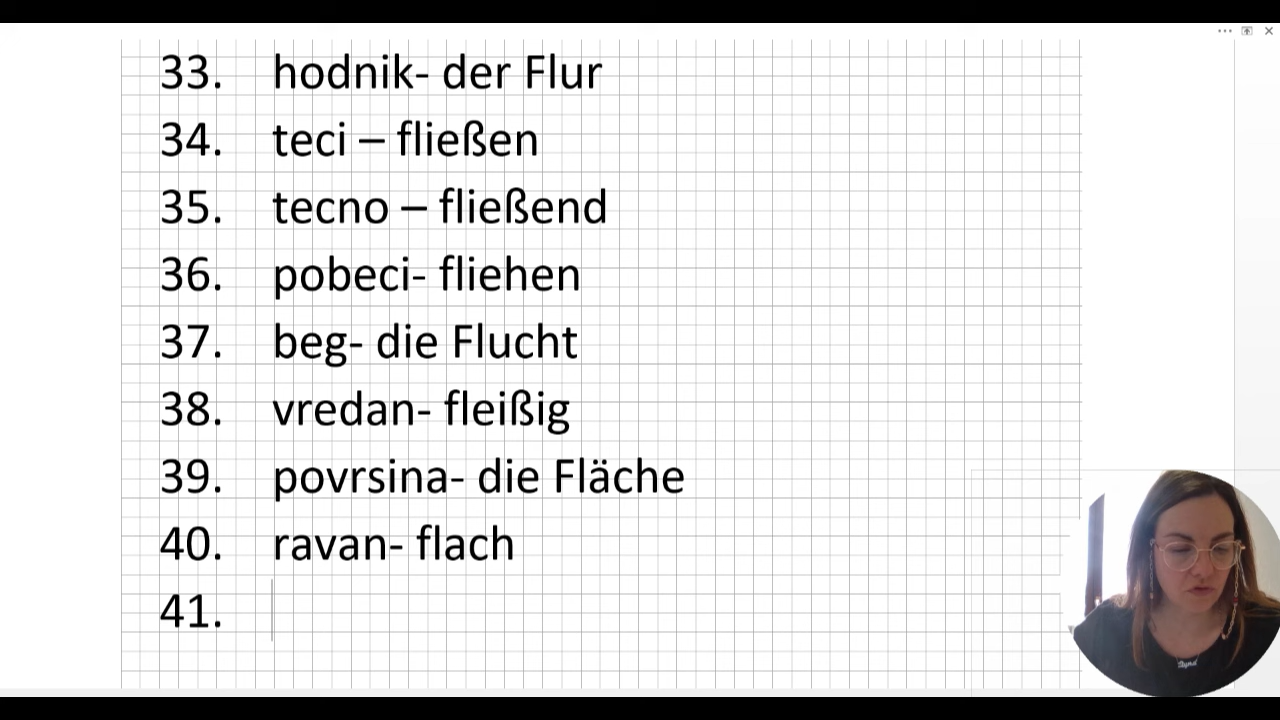 33. hodnik- der Flur
34. teci – fließen
35. tecno – fließend
36. pobeci- fliehen
37. beg- die Flucht
38. vredan- fleißig
39. povrsina- die Fläche
40. ravan- flach
41.